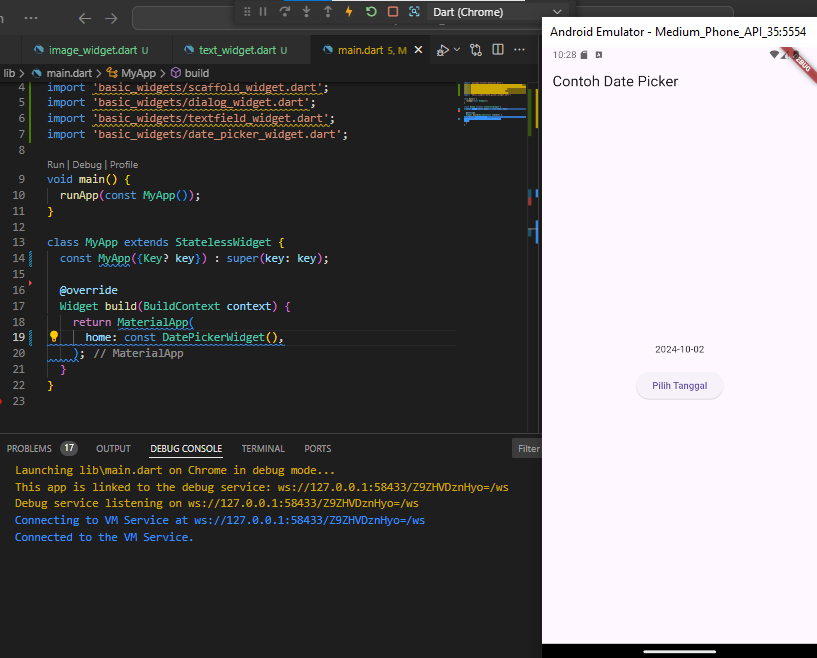 Dart (Chrome)
image_widget.dart U
text_widget.dart U
main.dart 5, M
lib > main.dart > MyApp > build
4 import 'basic_widgets/scaffold_widget.dart';
5 import 'basic_widgets/dialog_widget.dart';
6 import 'basic_widgets/textfield_widget.dart';
7 import 'basic_widgets/date_picker_widget.dart';
8
Run | Debug | Profile
9 void main() {
10 runApp(const MyApp());
11 }
12
13 class MyApp extends StatelessWidget {
14 const MyApp({Key? key}) : super(key: key);
15
16 @override
17 Widget build(BuildContext context) {
18 return MaterialApp(
19 home: const DatePickerWidget(),
20 ); // MaterialApp
21 }
22 }
23
PROBLEMS 17 OUTPUT DEBUG CONSOLE TERMINAL PORTS
Filter
Launching lib\main.dart on Chrome in debug mode...
This app is linked to the debug service: ws://127.0.0.1:58433/Z9ZHVDznHyo=/ws
Debug service listening on ws://127.0.0.1:58433/Z9ZHVDznHyo=/ws
Connecting to VM Service at ws://127.0.0.1:58433/Z9ZHVDznHyo=/ws
Connected to the VM Service.
Android Emulator - Medium_Phone_API_35:5554
10:28
DEBUG
Contoh Date Picker
2024-10-02
Pilih Tanggal